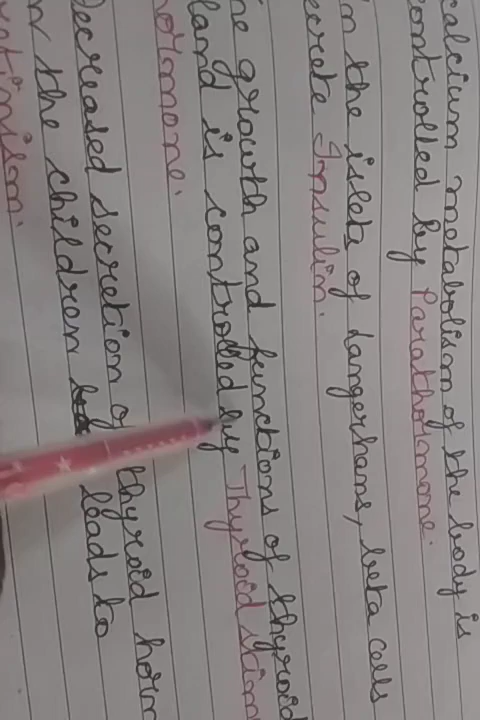 calcium metabolism of the body is
controlled by Parathormone.
In the islets of Langerhans, beta cells
secrete Insulin.
The growth and functions of thyroid
gland is controlled by Thyroid stim
hormone.
Decreased secretion of thyroid horm
in the children leads to